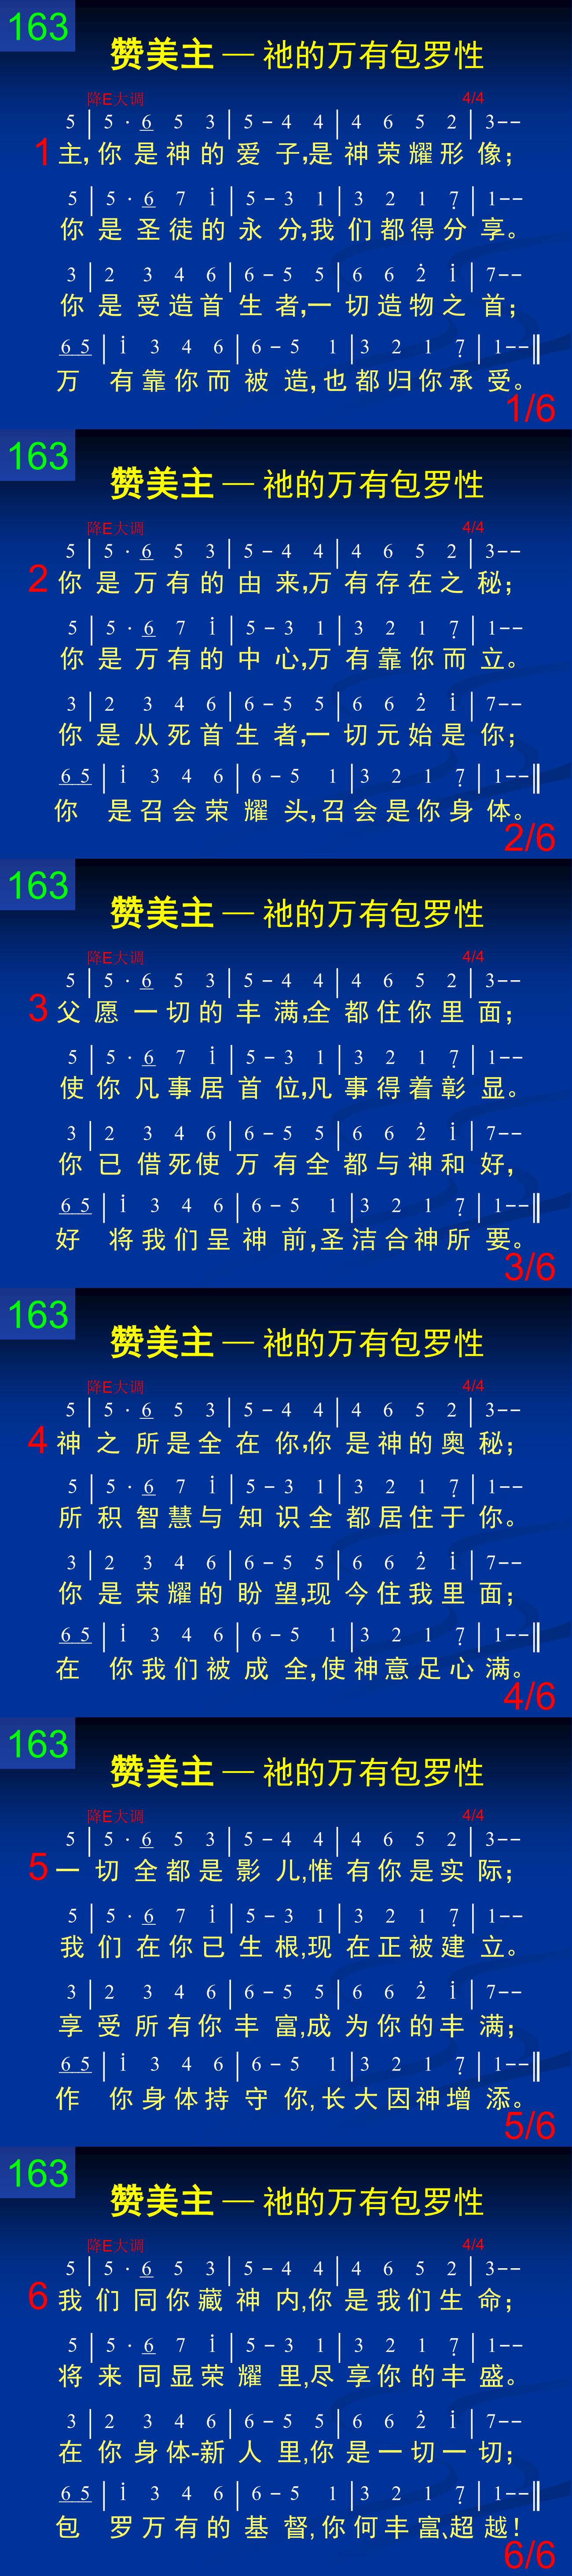 163
赞美主 — 祂的万有包罗性
降E大调 4/4
5 | 5 · 6 5 3 | 5 - 4 4 | 4 6 5 2 | 3--
1 主,你是神的爱子,是神荣耀形像；
5 | 5 · 6 7 i | 5 - 3 1 | 3 2 1 7̣ | 1--
你是圣徒的永分,我们都得分享。
3 | 2 3 4 6 | 6 - 5 5 | 6 6 2̇ i | 7--
你是受造首生者,一切造物之首；
6 5 | i 3 4 6 | 6 - 5 1 | 3 2 1 7̣ | 1--‖
万有靠你而被造,也都归你承受。
1/6
163
赞美主 — 祂的万有包罗性
降E大调 4/4
5 | 5 · 6 5 3 | 5 - 4 4 | 4 6 5 2 | 3--
2 你是万有的由来,万有存在之秘；
5 | 5 · 6 7 i | 5 - 3 1 | 3 2 1 7̣ | 1--
你是万有的中心,万有靠你而立。
3 | 2 3 4 6 | 6 - 5 5 | 6 6 2̇ i | 7--
你是从死首生者,一切元始是你；
6 5 | i 3 4 6 | 6 - 5 1 | 3 2 1 7̣ | 1--‖
你是召会荣耀头,召会是你身体。
2/6
163
赞美主 — 祂的万有包罗性
降E大调 4/4
5 | 5 · 6 5 3 | 5 - 4 4 | 4 6 5 2 | 3--
3 父愿一切的丰满,全都住你里面；
5 | 5 · 6 7 i | 5 - 3 1 | 3 2 1 7̣ | 1--
使你凡事居首位,凡事得着彰显。
3 | 2 3 4 6 | 6 - 5 5 | 6 6 2̇ i | 7--
你已借死使万有全都与神和好,
6 5 | i 3 4 6 | 6 - 5 1 | 3 2 1 7̣ | 1--‖
好将我们呈神前,圣洁合神所要。
3/6
163
赞美主 — 祂的万有包罗性
降E大调 4/4
5 | 5 · 6 5 3 | 5 - 4 4 | 4 6 5 2 | 3--
4 神之所是全在你,你是神的奥秘；
5 | 5 · 6 7 i | 5 - 3 1 | 3 2 1 7̣ | 1--
所积智慧与知识全都居住于你。
3 | 2 3 4 6 | 6 - 5 5 | 6 6 2̇ i | 7--
你是荣耀的盼望,现今住我里面；
6 5 | i 3 4 6 | 6 - 5 1 | 3 2 1 7̣ | 1--‖
在你我们被成全,使神意足心满。
4/6
163
赞美主 — 祂的万有包罗性
降E大调 4/4
5 | 5 · 6 5 3 | 5 - 4 4 | 4 6 5 2 | 3--
5 一切全都是影儿,惟有你是实际；
5 | 5 · 6 7 i | 5 - 3 1 | 3 2 1 7̣ | 1--
我们在你已生根,现在正被建立。
3 | 2 3 4 6 | 6 - 5 5 | 6 6 2̇ i | 7--
享受所有你丰富,成为你的丰满；
6 5 | i 3 4 6 | 6 - 5 1 | 3 2 1 7̣ | 1--‖
作你身体持守你,长大因神增添。
5/6
163
赞美主 — 祂的万有包罗性
降E大调 4/4
5 | 5 · 6 5 3 | 5 - 4 4 | 4 6 5 2 | 3--
6 我们同你藏神内,你是我们生命；
5 | 5 · 6 7 i | 5 - 3 1 | 3 2 1 7̣ | 1--
将来同显荣耀里,尽享你的丰盛。
3 | 2 3 4 6 | 6 - 5 5 | 6 6 2̇ i | 7--
在你身体-新人里,你是一切一切；
6 5 | i 3 4 6 | 6 - 5 1 | 3 2 1 7̣ | 1--‖
包罗万有的基督,你何丰富、超越！
6/6